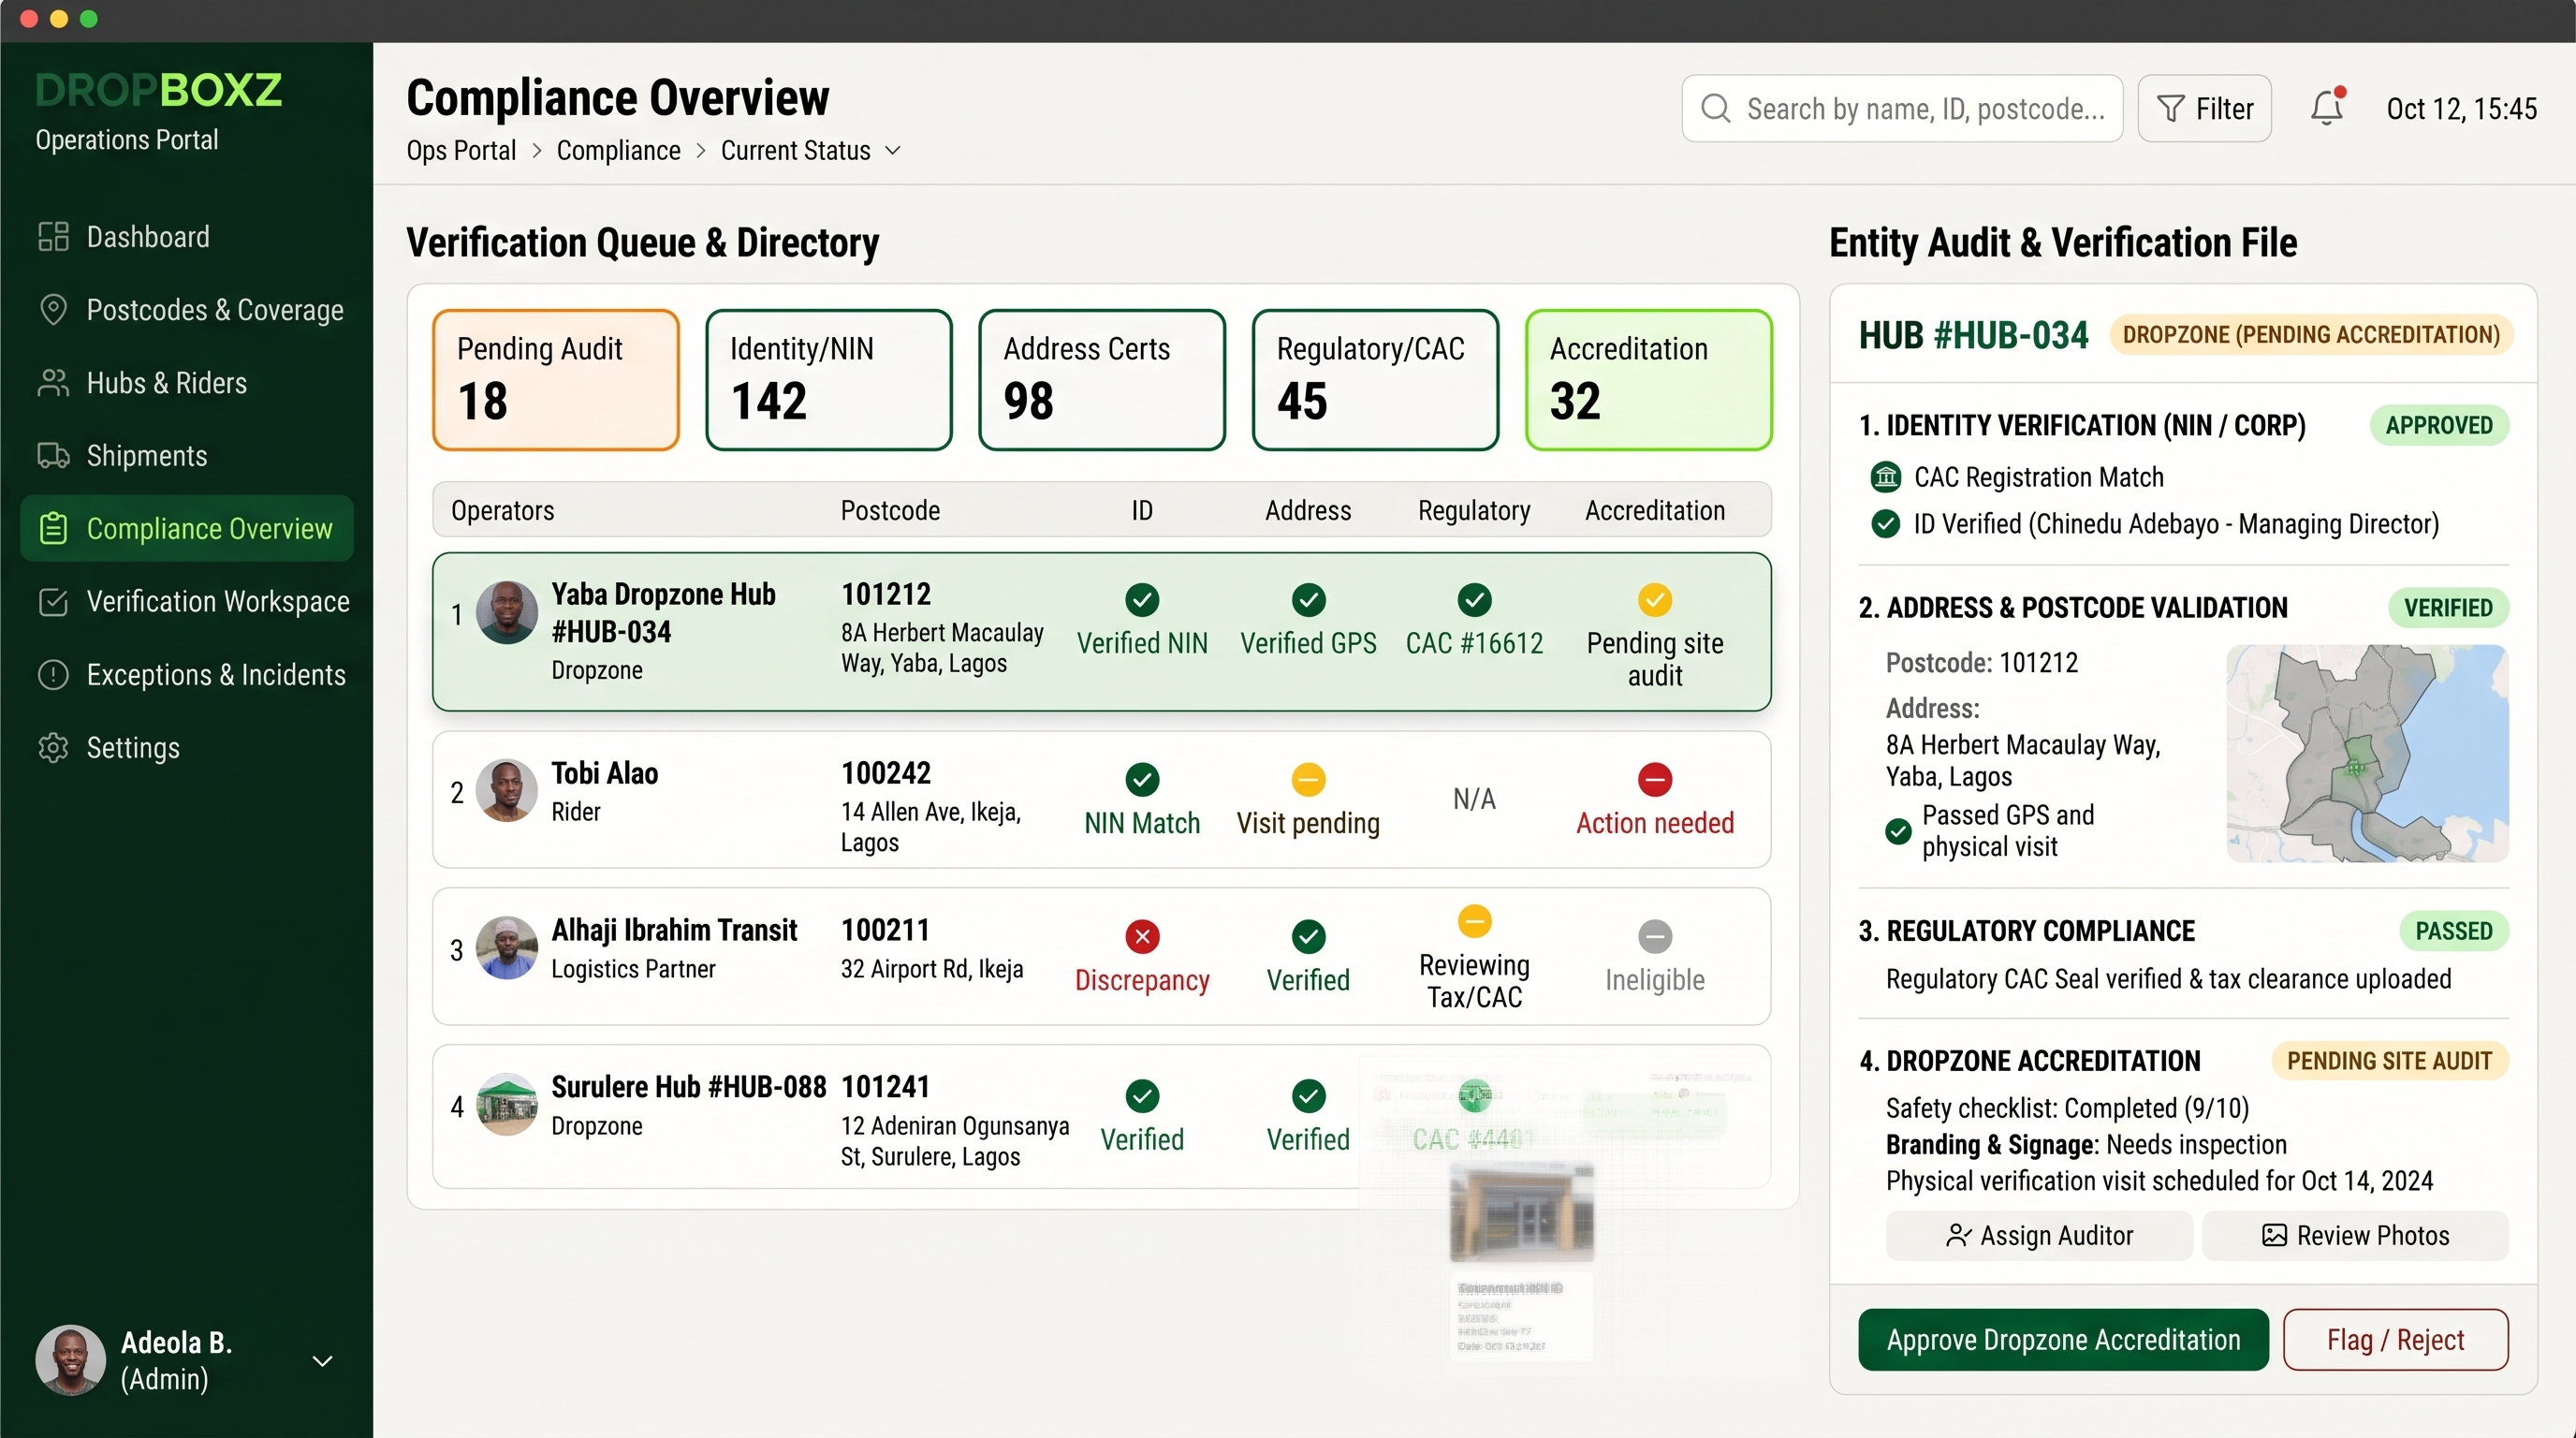 DROPBOXZ
Operations Portal
Dashboard
Postcodes & Coverage
Hubs & Riders
Shipments
Compliance Overview
Verification Workspace
Exceptions & Incidents
Settings
Adeola B.
(Admin)
Compliance Overview
Ops Portal > Compliance > Current Status
Search by name, ID, postcode...
Filter
Oct 12, 15:45
Verification Queue & Directory
Pending Audit
18
Identity/NIN
142
Address Certs
98
Regulatory/CAC
45
Accreditation
32
Operators Postcode ID Address Regulatory Accreditation
1
Yaba Dropzone Hub
#HUB-034
Dropzone
101212
8A Herbert Macaulay
Way, Yaba, Lagos
Verified NIN
Verified GPS
CAC #16612
Pending site
audit
2
Tobi Alao
Rider
100242
14 Allen Ave, Ikeja,
Lagos
NIN Match
Visit pending
N/A
Action needed
3
Alhaji Ibrahim Transit
Logistics Partner
100211
32 Airport Rd, Ikeja
Discrepancy
Verified
Reviewing
Tax/CAC
Ineligible
4
Surulere Hub #HUB-088
Dropzone
101241
12 Adeniran Ogunsanya
St, Surulere, Lagos
Verified
Verified
CAC
Entity Audit & Verification File
HUB #HUB-034
DROPZONE (PENDING ACCREDITATION)
1. IDENTITY VERIFICATION (NIN / CORP)
APPROVED
CAC Registration Match
ID Verified (Chinedu Adebayo - Managing Director)
2. ADDRESS & POSTCODE VALIDATION
VERIFIED
Postcode: 101212
Address:
8A Herbert Macaulay Way,
Yaba, Lagos
Passed GPS and
physical visit
3. REGULATORY COMPLIANCE
PASSED
Regulatory CAC Seal verified & tax clearance uploaded
4. DROPZONE ACCREDITATION
PENDING SITE AUDIT
Safety checklist: Completed (9/10)
Branding & Signage: Needs inspection
Physical verification visit scheduled for Oct 14, 2024
Assign Auditor
Review Photos
Approve Dropzone Accreditation
Flag / Reject